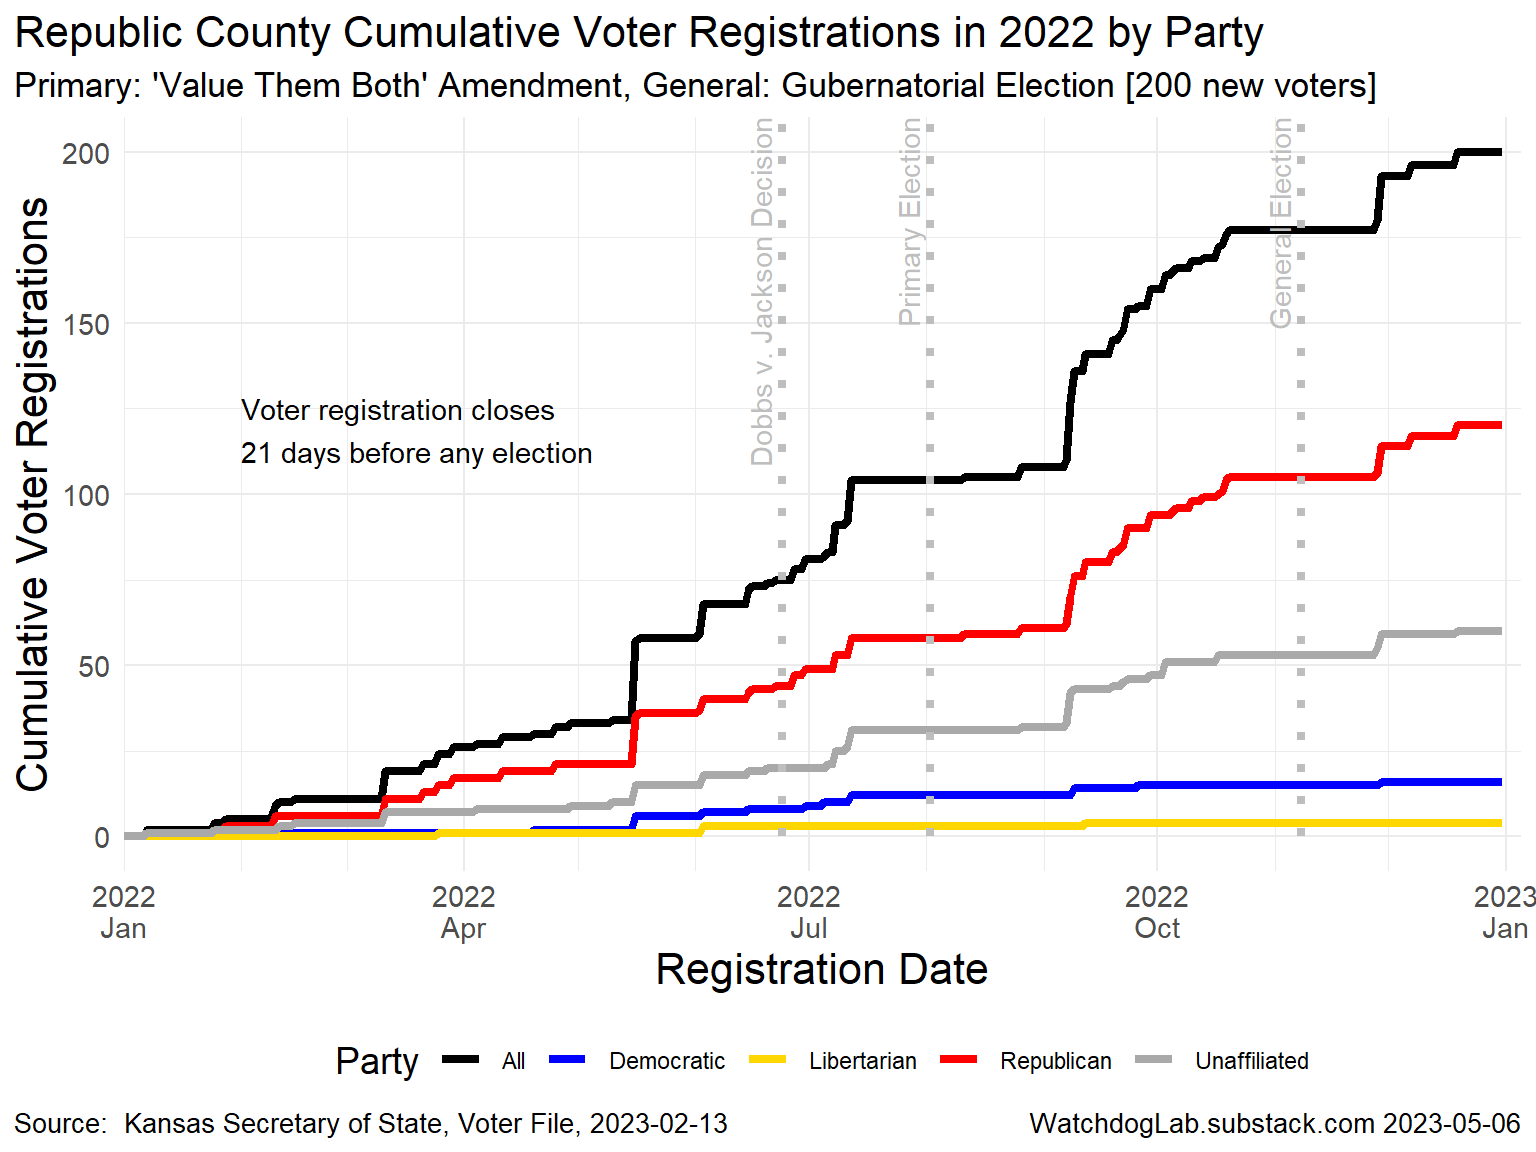 Republic County Cumulative Voter Registrations in 2022 by Party
Primary: 'Value Them Both' Amendment, General: Gubernatorial Election [200 new voters]
Cumulative Voter Registrations
200
150
100
50
0
Dobbs v. Jackson Decision
Primary Election
General Election
Voter registration closes
21 days before any election
2022
Jan
2022
Apr
2022
Jul
2022
Oct
2023
Jan
Registration Date
Party
All
Democratic
Libertarian
Republican
Unaffiliated
Source:  Kansas Secretary of State, Voter File, 2023-02-13
WatchdogLab.substack.com 2023-05-06